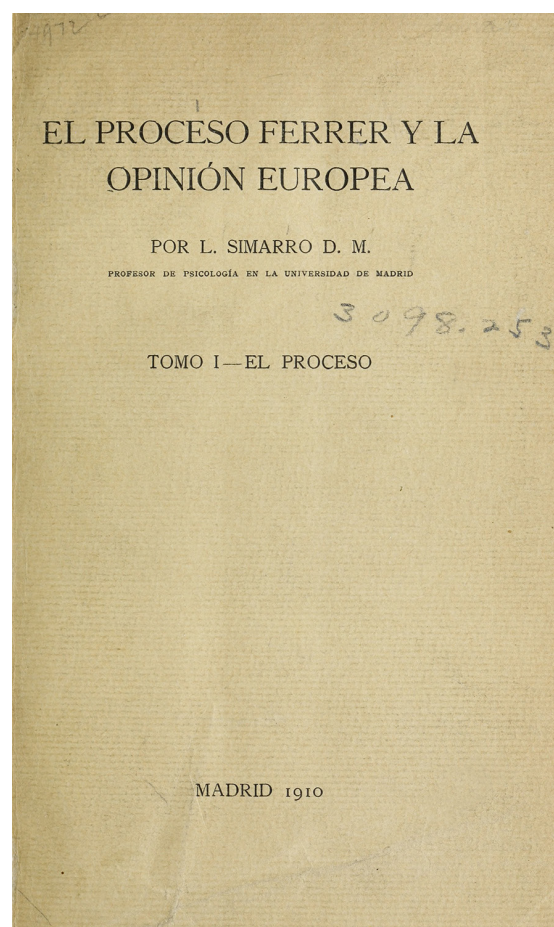 EL PROCESO FERRER Y LA
OPINIÓN EUROPEA
POR L. SIMARRO D. M.
PROFESOR DE PSICOLOGÍA EN LA UNIVERSIDAD DE MADRID
3098.253
TOMO I—EL PROCESO
MADRID 1910